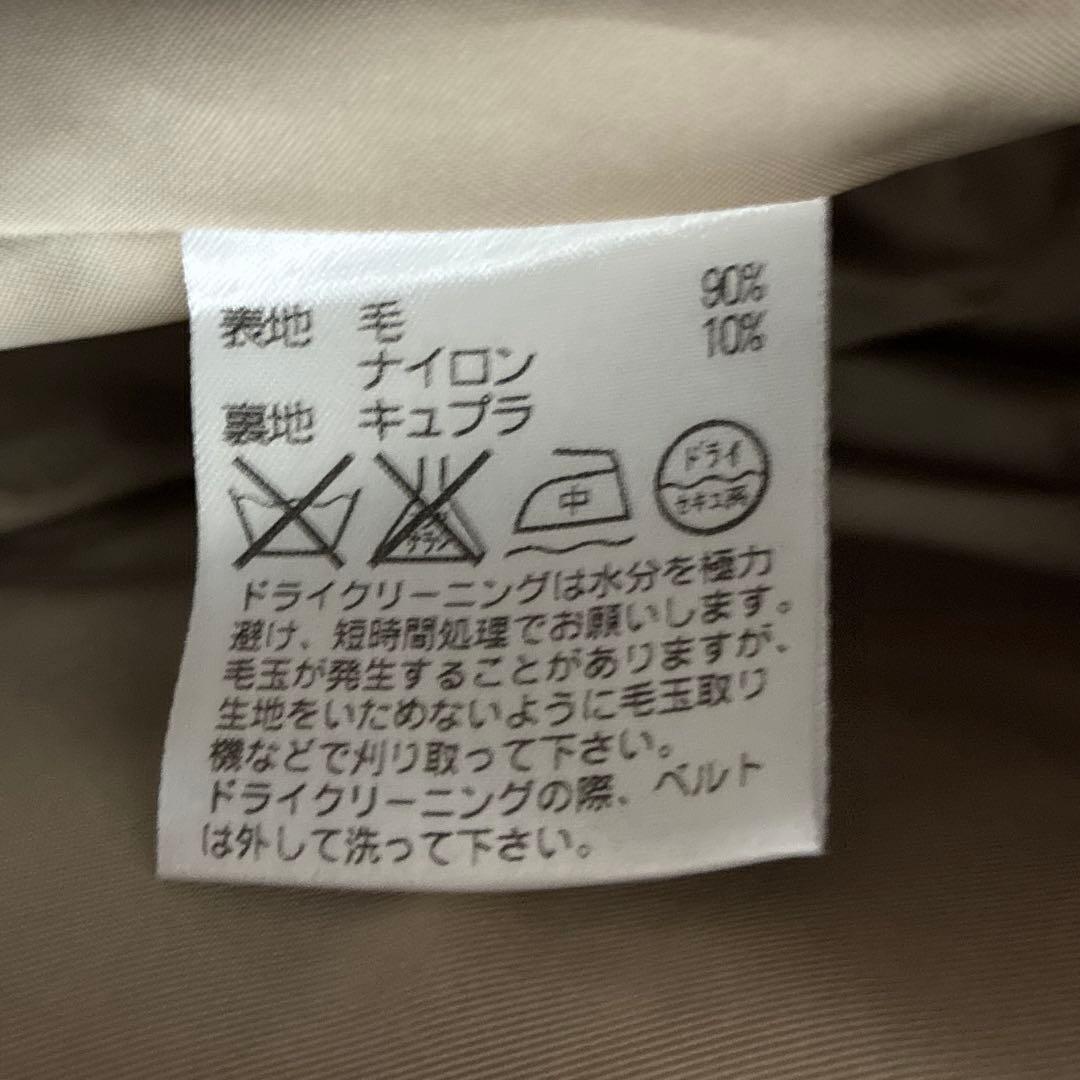 表地 毛 90%
ナイロン 10%
裏地 キュプラ
エンソサラシ
中
ドライ
セキユ系
ドライクリーニングは水分を極力
避け、短時間処理でお願いします。
毛玉が発生することがありますが、
生地をいためないように毛玉取り
機などで刈り取って下さい。
ドライクリーニングの際、ベルト
は外して洗って下さい。